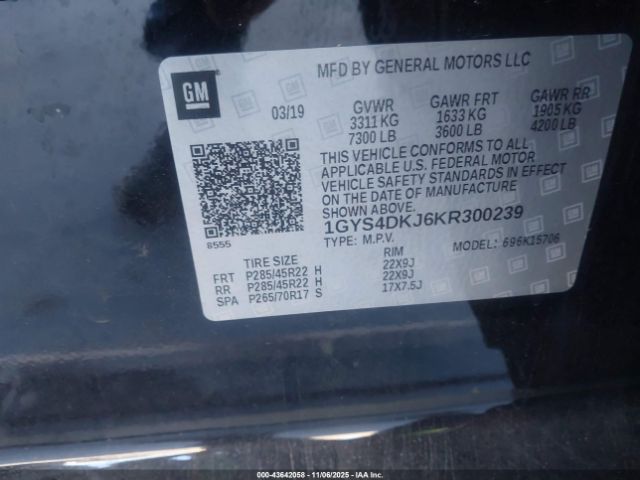 MFD BY GENERAL MOTORS LLC
GM
03/19 GVWR GAWR FRT GAWR RR
3311 KG 1633 KG 1905 KG
7300 LB 3600 LB 4200 LB
THIS VEHICLE CONFORMS TO ALL
APPLICABLE U.S. FEDERAL MOTOR
VEHICLE SAFETY STANDARDS IN EFFECT
ON THE DATE OF MANUFACTURE
SHOWN ABOVE.
1GYS4DKJ6KR300239
8555 TYPE: M.P.V. MODEL: 696K15706
TIRE SIZE RIM
FRT P285/45R22 H 22X9J
RR P285/45R22 H 22X9J
SPA P265/70R17 S 17X7.5J
000-43642058 - 11/06/2025 - IAAI.COM